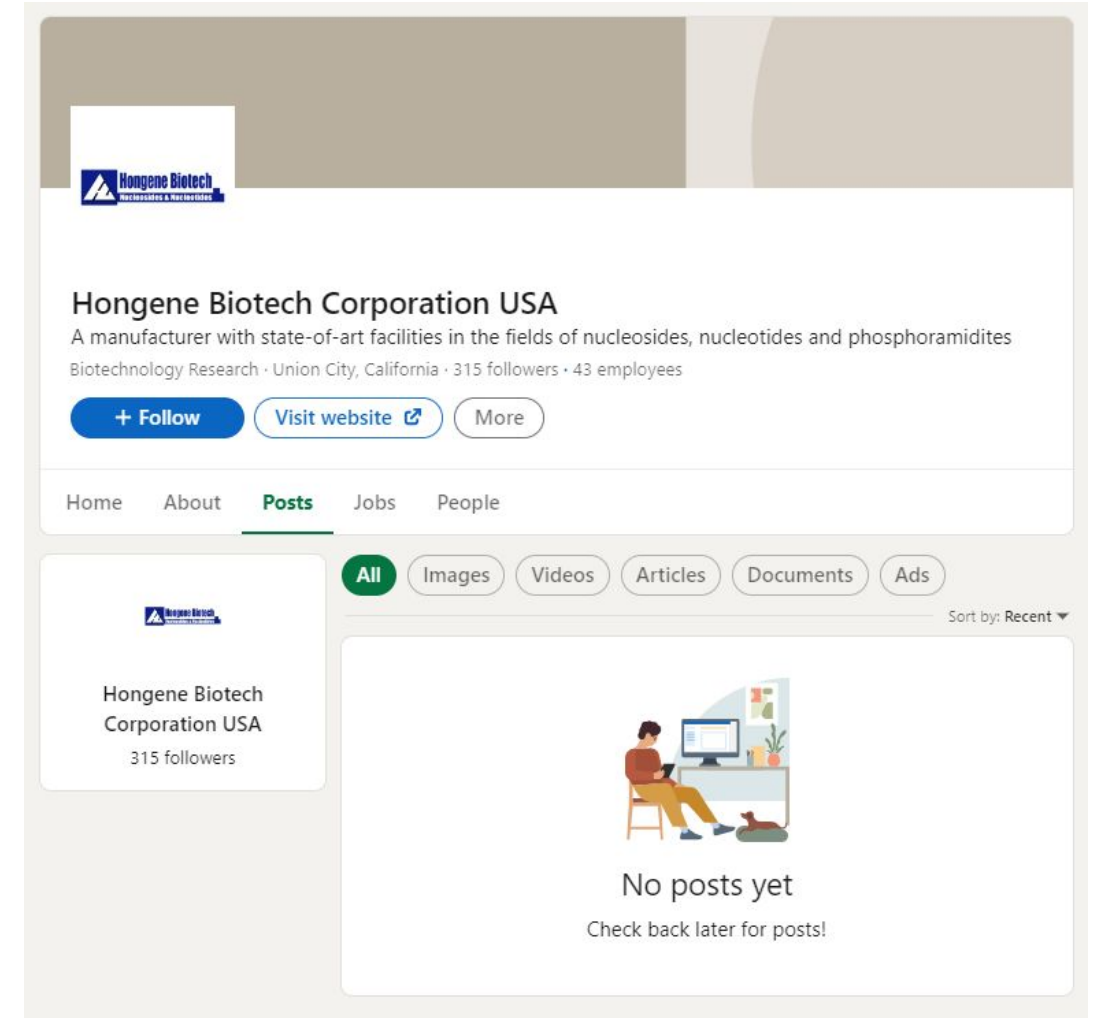 Hongene Biotech
Nucleosides & Nucleotides
Hongene Biotech Corporation USA
A manufacturer with state-of-art facilities in the fields of nucleosides, nucleotides and phosphoramidites
Biotechnology Research · Union City, California · 315 followers · 43 employees
+ Follow Visit website More
Home About Posts Jobs People
All Images Videos Articles Documents Ads
Sort by: Recent
Hongene Biotech
Hongene Biotech
Corporation USA
315 followers
No posts yet
Check back later for posts!